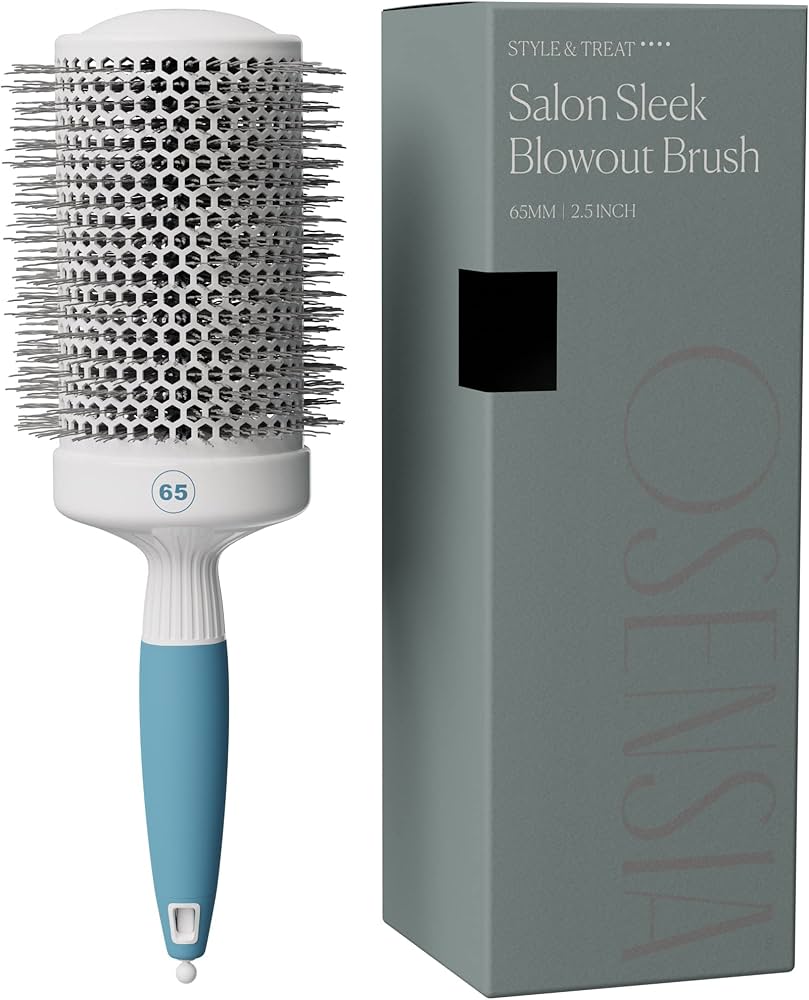 STYLE & TREAT ••••
Salon Sleek
Blowout Brush
65MM | 2.5 INCH
OSENSIA
65